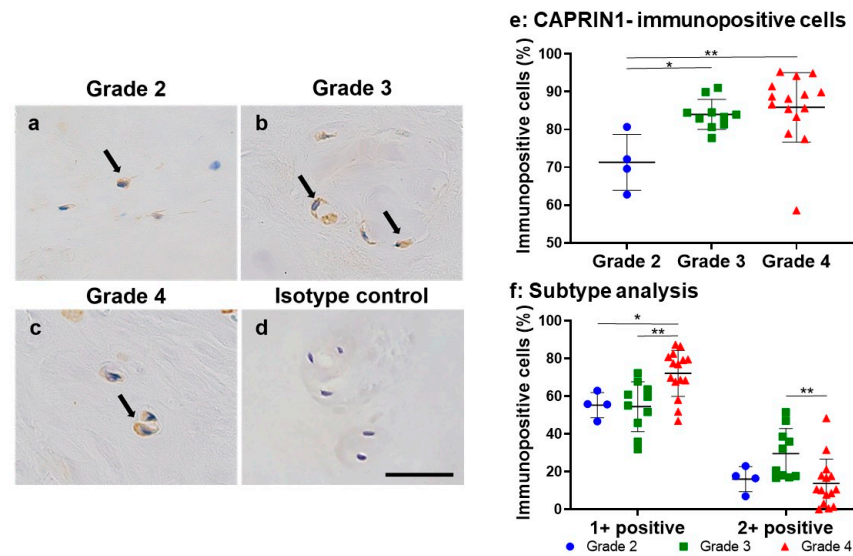 Grade 2
Grade 3
a
b
Grade 4
Isotype control
c
d
e: CAPRIN1- immunopositive cells
Immunopositive cells (%)
100
90
80
70
60
50
*
**
Grade 2
Grade 3
Grade 4
f: Subtype analysis
Immunopositive cells (%)
100
80
60
40
20
0
*
**
**
1+ positive
2+ positive
Grade 2
Grade 3
Grade 4